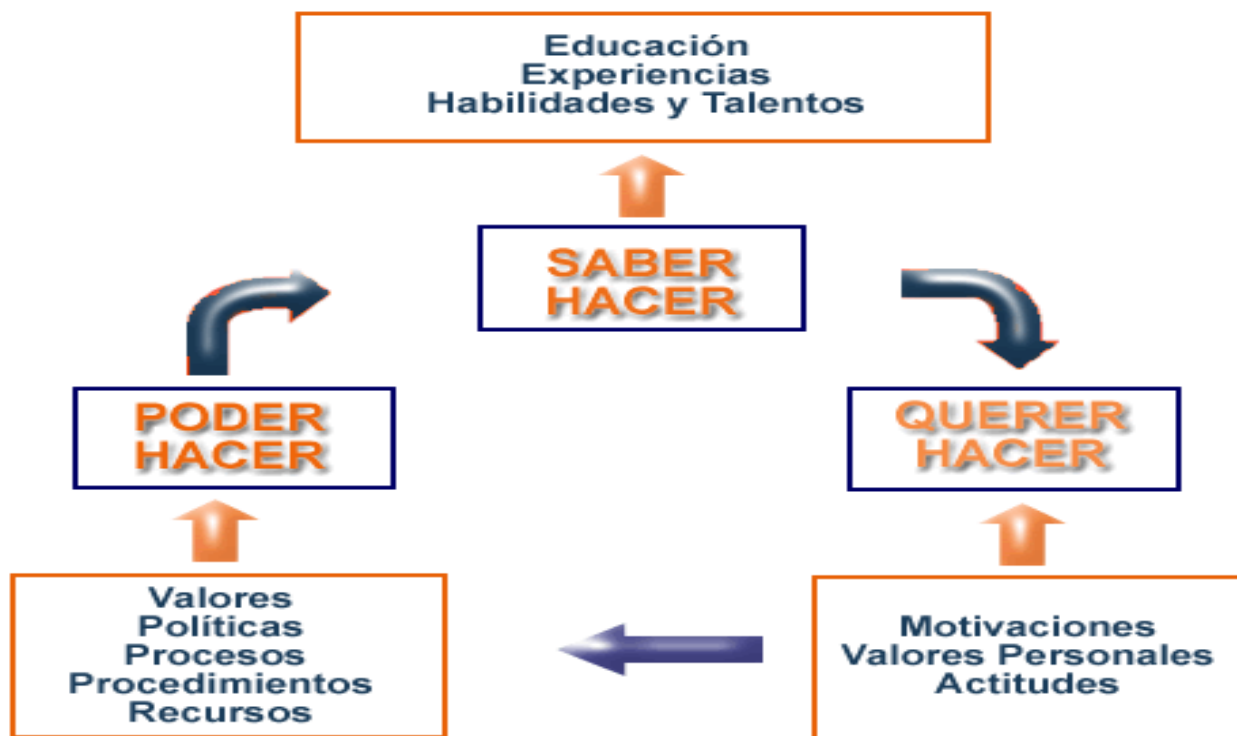 Educación
Experiencias
Habilidades y Talentos
SABER
HACER
PODER
HACER
QUERER
HACER
Valores
Políticas
Procesos
Procedimientos
Recursos
Motivaciones
Valores Personales
Actitudes